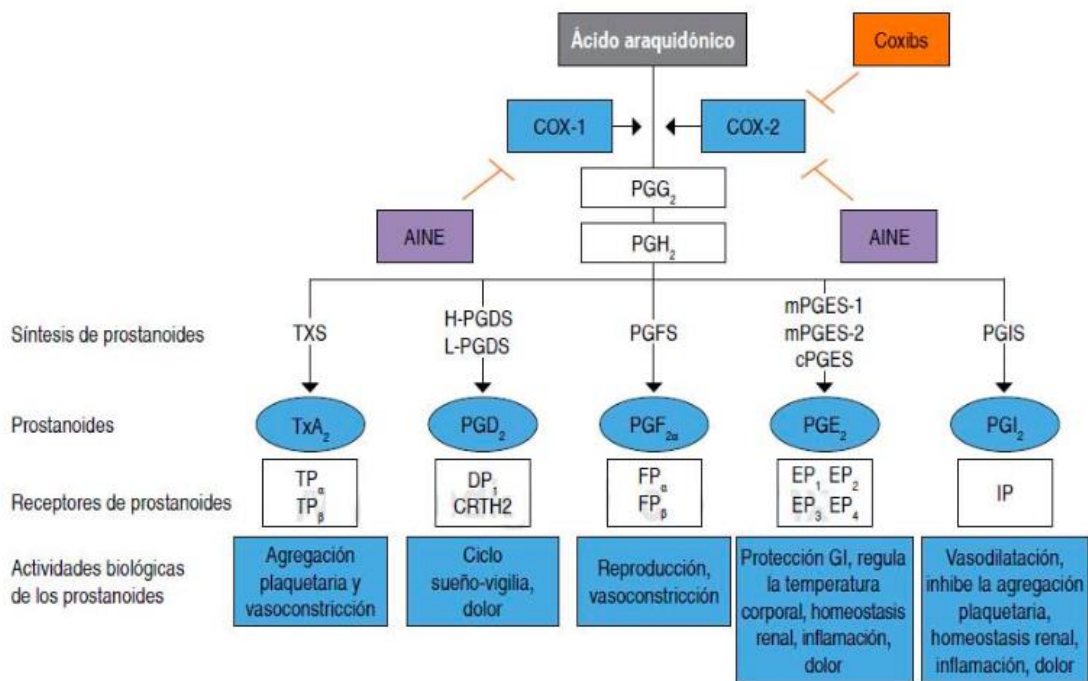 Ácido araquidónico
Coxibs
COX-1
COX-2
PGG₂
AINE
PGH₂
AINE
Síntesis de prostanoides
TXS
H-PGDS
L-PGDS
PGFS
mPGES-1
mPGES-2
cPGES
PGIS
Prostanoides
TxA₂
PGD₂
PGF₂α
PGE₂
PGI₂
Receptores de prostanoides
TPα
TPβ
DP₁
CRTH2
FPα
FPβ
EP₁ EP₂
EP₃ EP₄
IP
Actividades biológicas
de los prostanoides
Agregación
plaquetaria y
vasoconstricción
Ciclo
sueño-vigilia,
dolor
Reproducción,
vasoconstricción
Protección GI, regula
la temperatura
corporal, homeostasis
renal, inflamación,
dolor
Vasodilatación,
inhibe la agregación
plaquetaria,
homeostasis renal,
inflamación, dolor